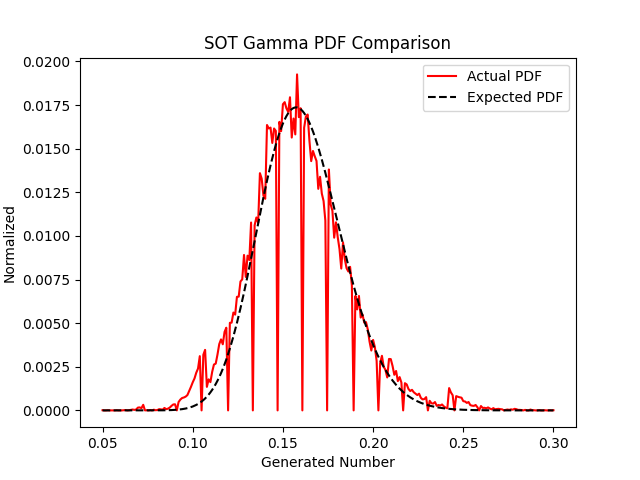 SOT Gamma PDF Comparison
Actual PDF
Expected PDF
Normalized
0.0200
0.0175
0.0150
0.0125
0.0100
0.0075
0.0050
0.0025
0.0000
0.05 0.10 0.15 0.20 0.25 0.30
Generated Number